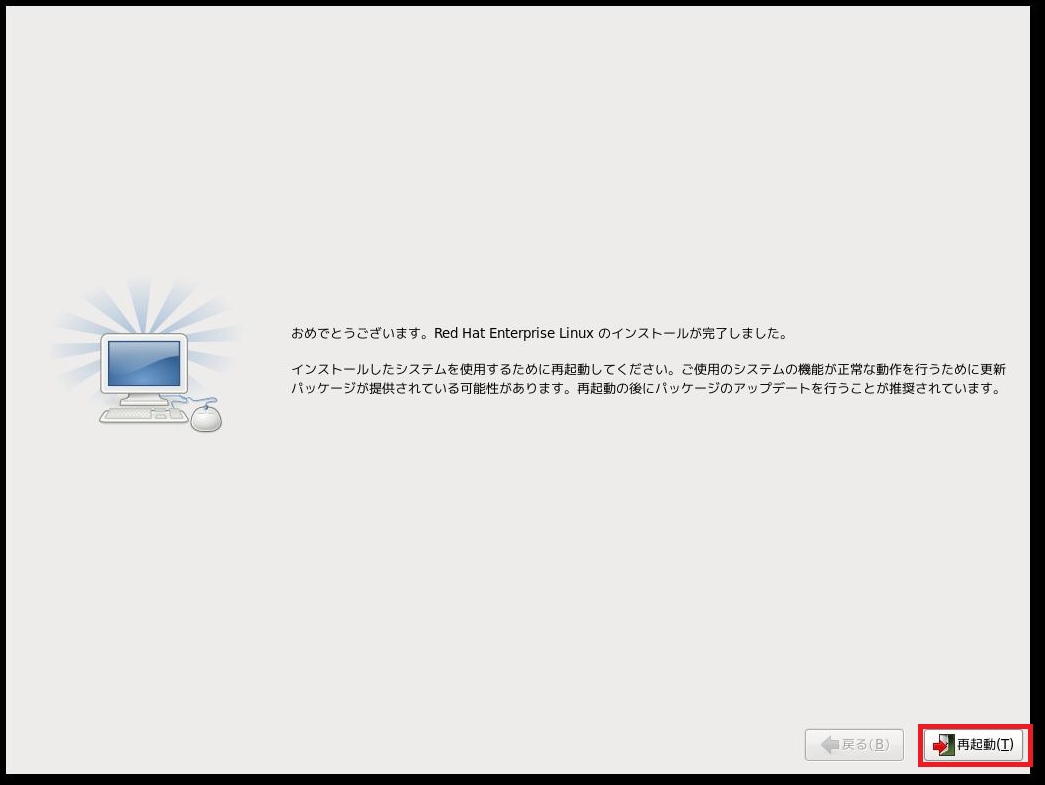 おめでとうございます。Red Hat Enterprise Linux のインストールが完了しました。
インストールしたシステムを使用するために再起動してください。ご使用のシステムの機能が正常な動作を行うために更新
パッケージが提供されている可能性があります。再起動の後にパッケージのアップデートを行うことが推奨されています。
戻る(B)
再起動(T)